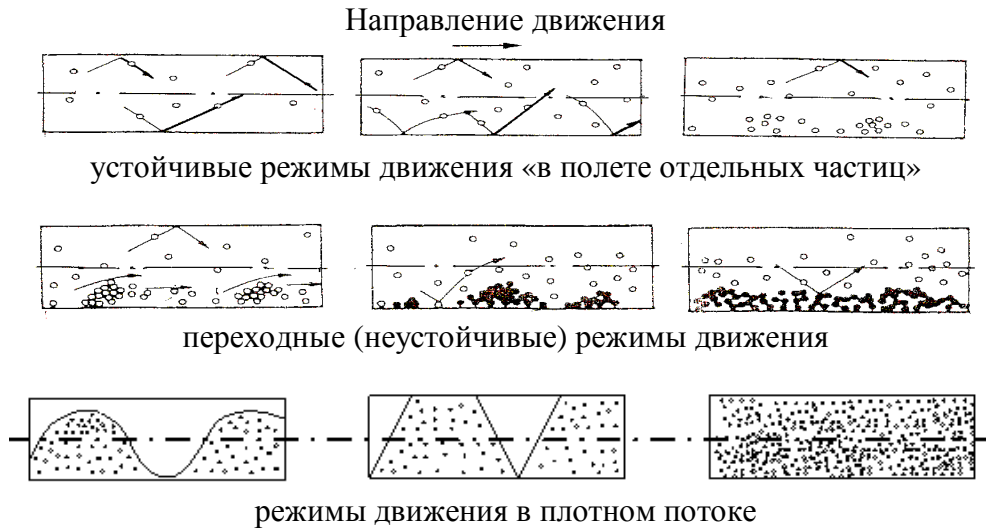 Направление движения
устойчивые режимы движения «в полете отдельных частиц»
переходные (неустойчивые) режимы движения
режимы движения в плотном потоке